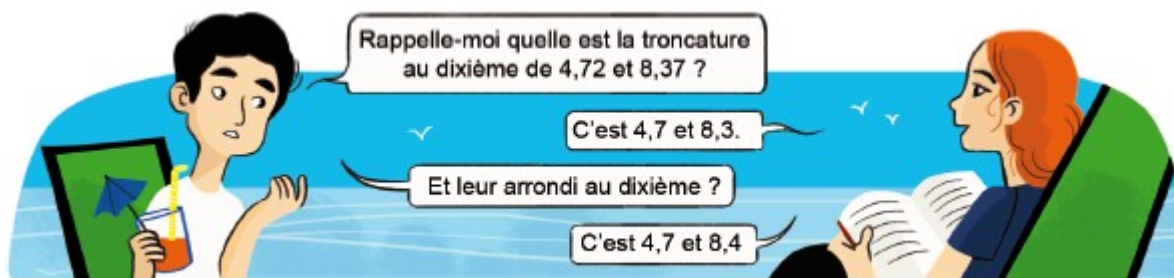 Rappelle-moi quelle est la troncature
au dixième de 4,72 et 8,37 ?
C'est 4,7 et 8,3.
Et leur arrondi au dixième ?
C'est 4,7 et 8,4